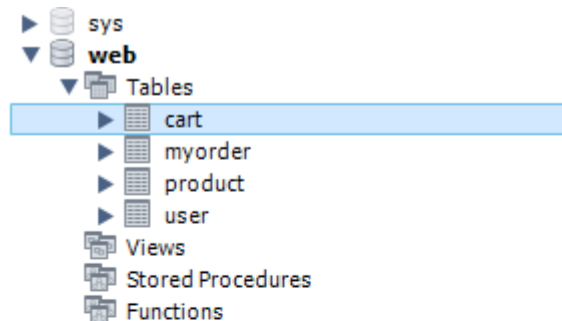 sys
web
Tables
cart
myorder
product
user
Views
Stored Procedures
Functions